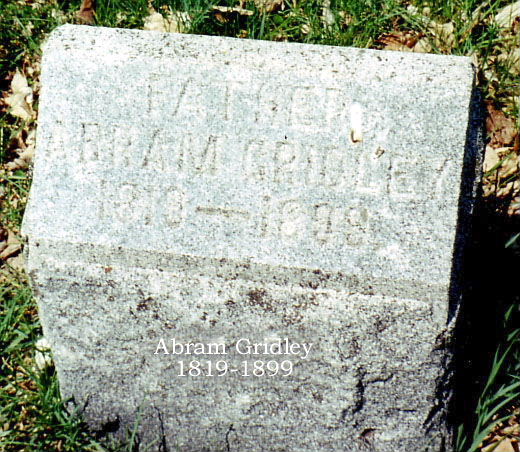 FATHER
ABRAM GRIDLEY
1819—1899
Abram Gridley
1819-1899